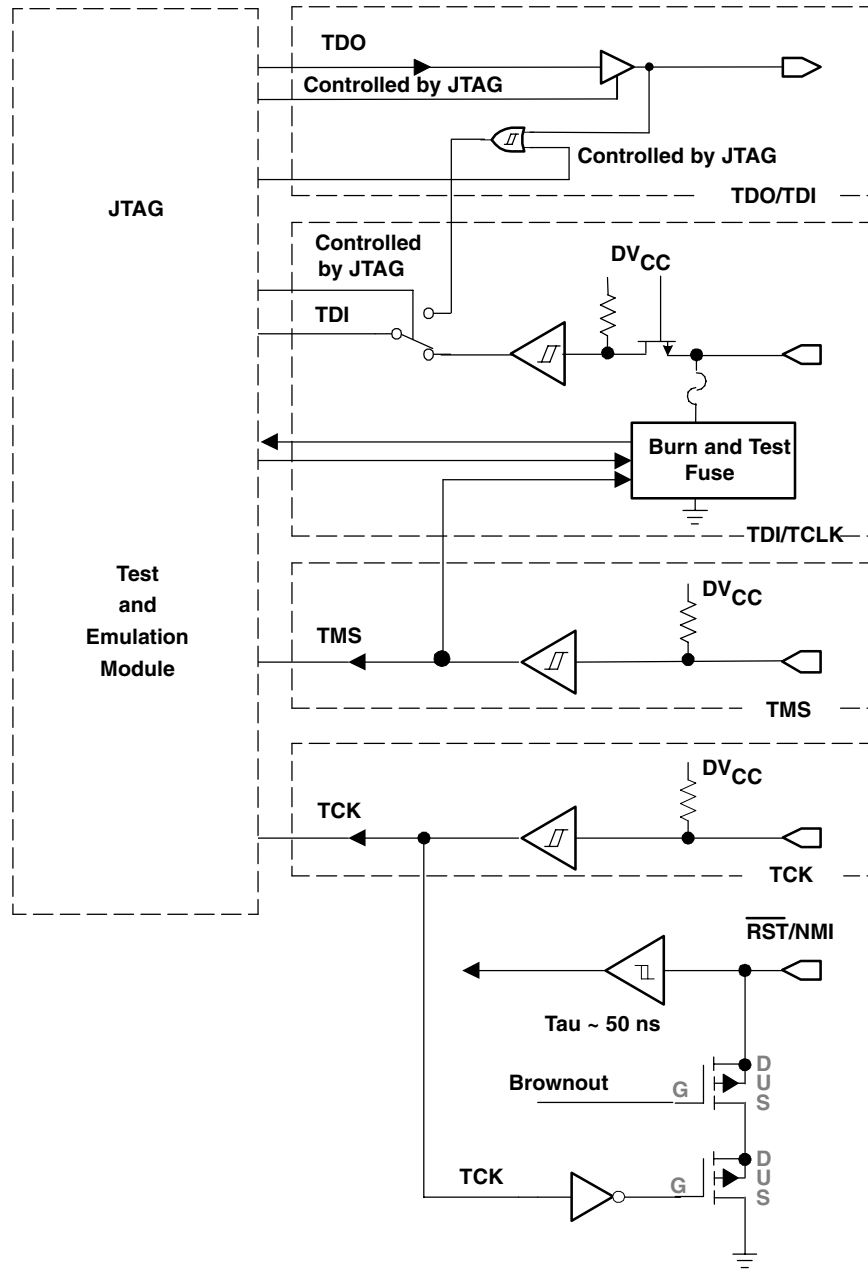 TDO
Controlled by JTAG
Controlled by JTAG
TDO/TDI
JTAG
Controlled
by JTAG
TDI
DVCC
Burn and Test
Fuse
TDI/TCLK
Test
and
Emulation
Module
TMS
DVCC
TMS
TCK
DVCC
TCK
RST/NMI
Tau ~ 50 ns
Brownout
G
D
U
S
TCK
G
D
U
S